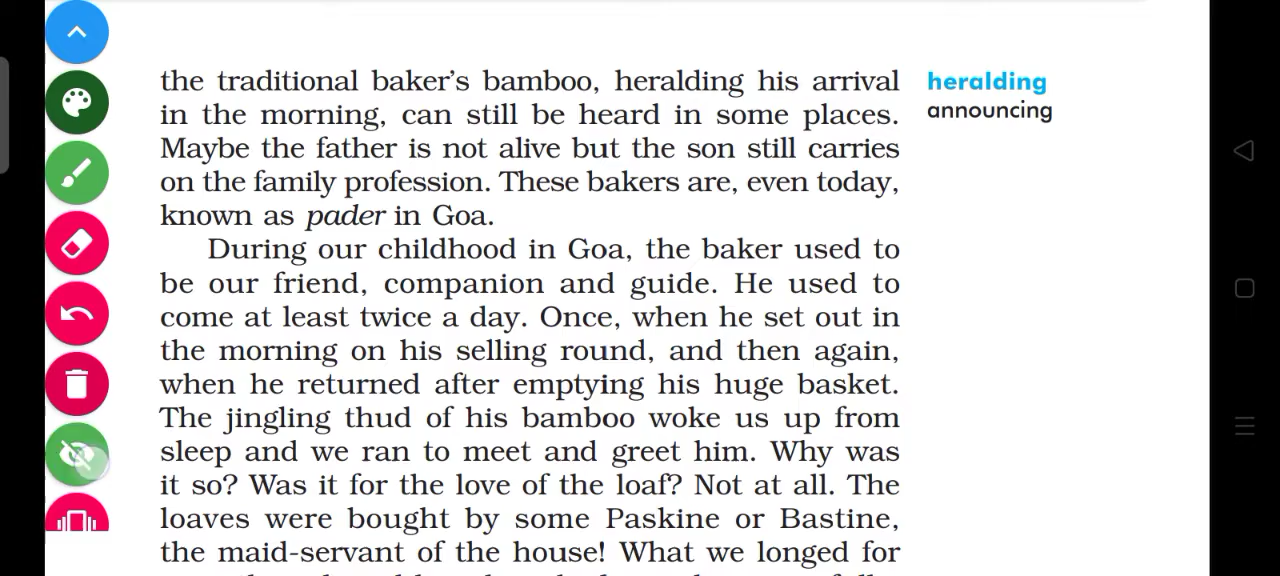 the traditional baker's bamboo, heralding his arrival
in the morning, can still be heard in some places.
Maybe the father is not alive but the son still carries
on the family profession. These bakers are, even today,
known as pader in Goa.
During our childhood in Goa, the baker used to
be our friend, companion and guide. He used to
come at least twice a day. Once, when he set out in
the morning on his selling round, and then again,
when he returned after emptying his huge basket.
The jingling thud of his bamboo woke us up from
sleep and we ran to meet and greet him. Why was
it so? Was it for the love of the loaf? Not at all. The
loaves were bought by some Paskine or Bastine,
the maid-servant of the house! What we longed for
heralding
announcing